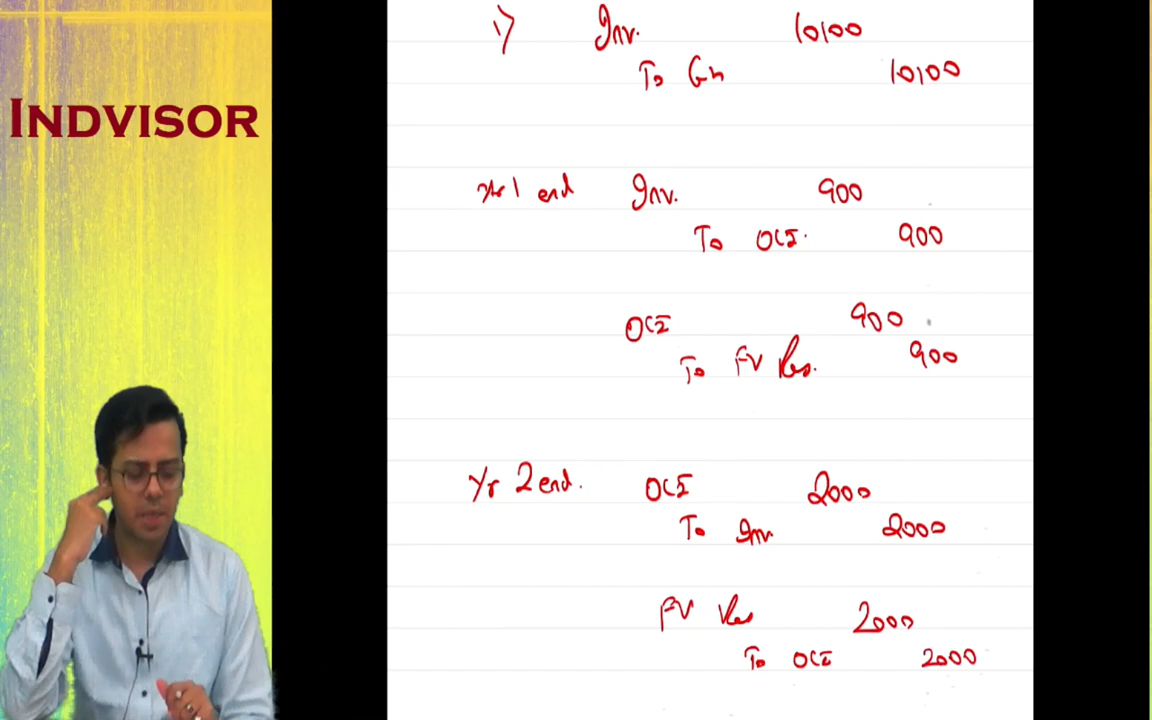 INDVISOR
1) Inv. 10100
To Csh 10100
Yr 1 end Inv. 900
To OCI. 900
OCI 900
To FV Res. 900
Yr 2 end. OCI 2000
To Inv 2000
FV Res 2000
To OCI 2000